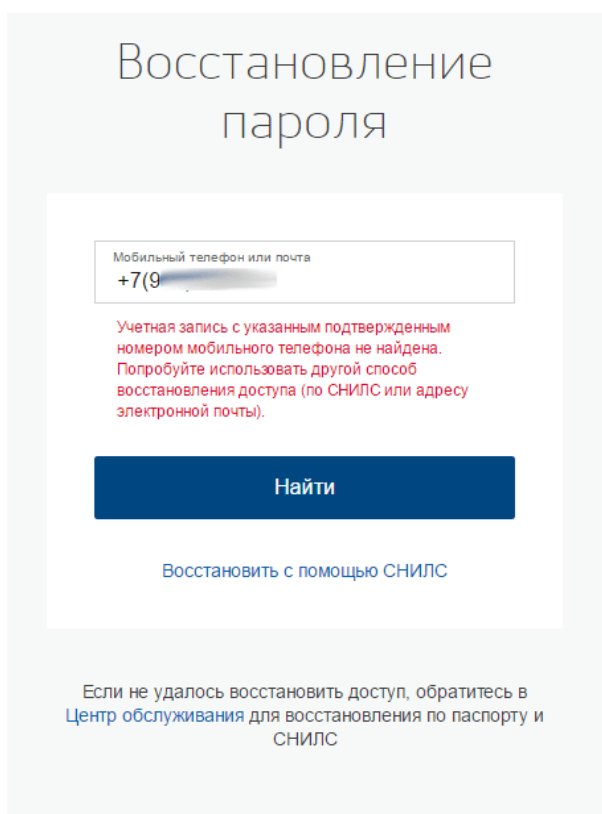 Восстановление
пароля
Мобильный телефон или почта
+7(9
Учетная запись с указанным подтвержденным
номером мобильного телефона не найдена.
Попробуйте использовать другой способ
восстановления доступа (по СНИЛС или адресу
электронной почты).
Найти
Восстановить с помощью СНИЛС
Если не удалось восстановить доступ, обратитесь в
Центр обслуживания для восстановления по паспорту и
СНИЛС